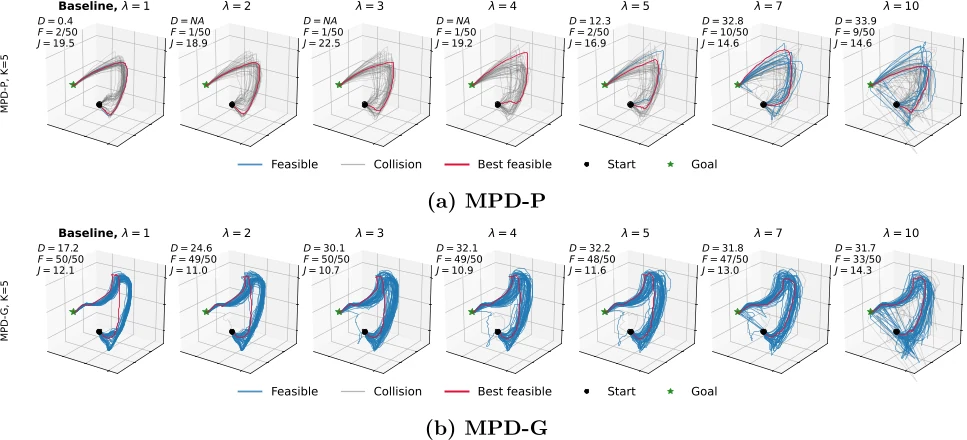 Baseline, λ = 1
λ = 2
λ = 3
λ = 4
λ = 5
λ = 7
λ = 10
D = 0.4
F = 2/50
J = 19.5
D = NA
F = 1/50
J = 18.9
D = NA
F = 1/50
J = 22.5
D = NA
F = 1/50
J = 19.2
D = 12.3
F = 2/50
J = 16.9
D = 32.8
F = 10/50
J = 14.6
D = 33.9
F = 9/50
J = 14.6
MPD-P, K=5
Feasible Collision Best feasible Start Goal
(a) MPD-P
Baseline, λ = 1
λ = 2
λ = 3
λ = 4
λ = 5
λ = 7
λ = 10
D = 17.2
F = 50/50
J = 12.1
D = 24.6
F = 49/50
J = 11.0
D = 30.1
F = 50/50
J = 10.7
D = 32.1
F = 49/50
J = 10.9
D = 32.2
F = 48/50
J = 11.6
D = 31.8
F = 47/50
J = 13.0
D = 31.7
F = 33/50
J = 14.3
MPD-G, K=5
Feasible Collision Best feasible Start Goal
(b) MPD-G